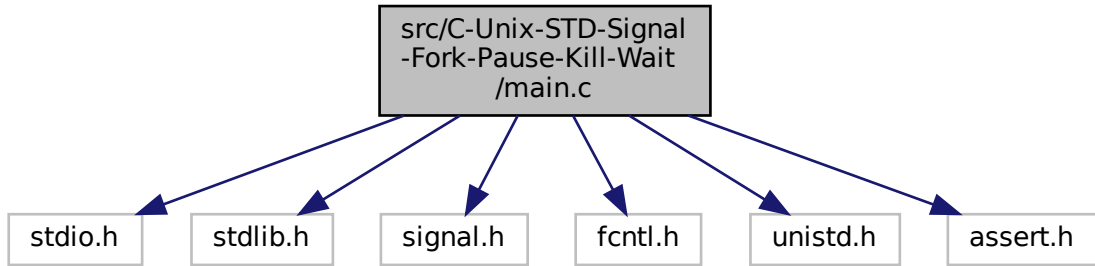 src/C-Unix-STD-Signal
-Fork-Pause-Kill-Wait
/main.c
stdio.h
stdlib.h
signal.h
fcntl.h
unistd.h
assert.h